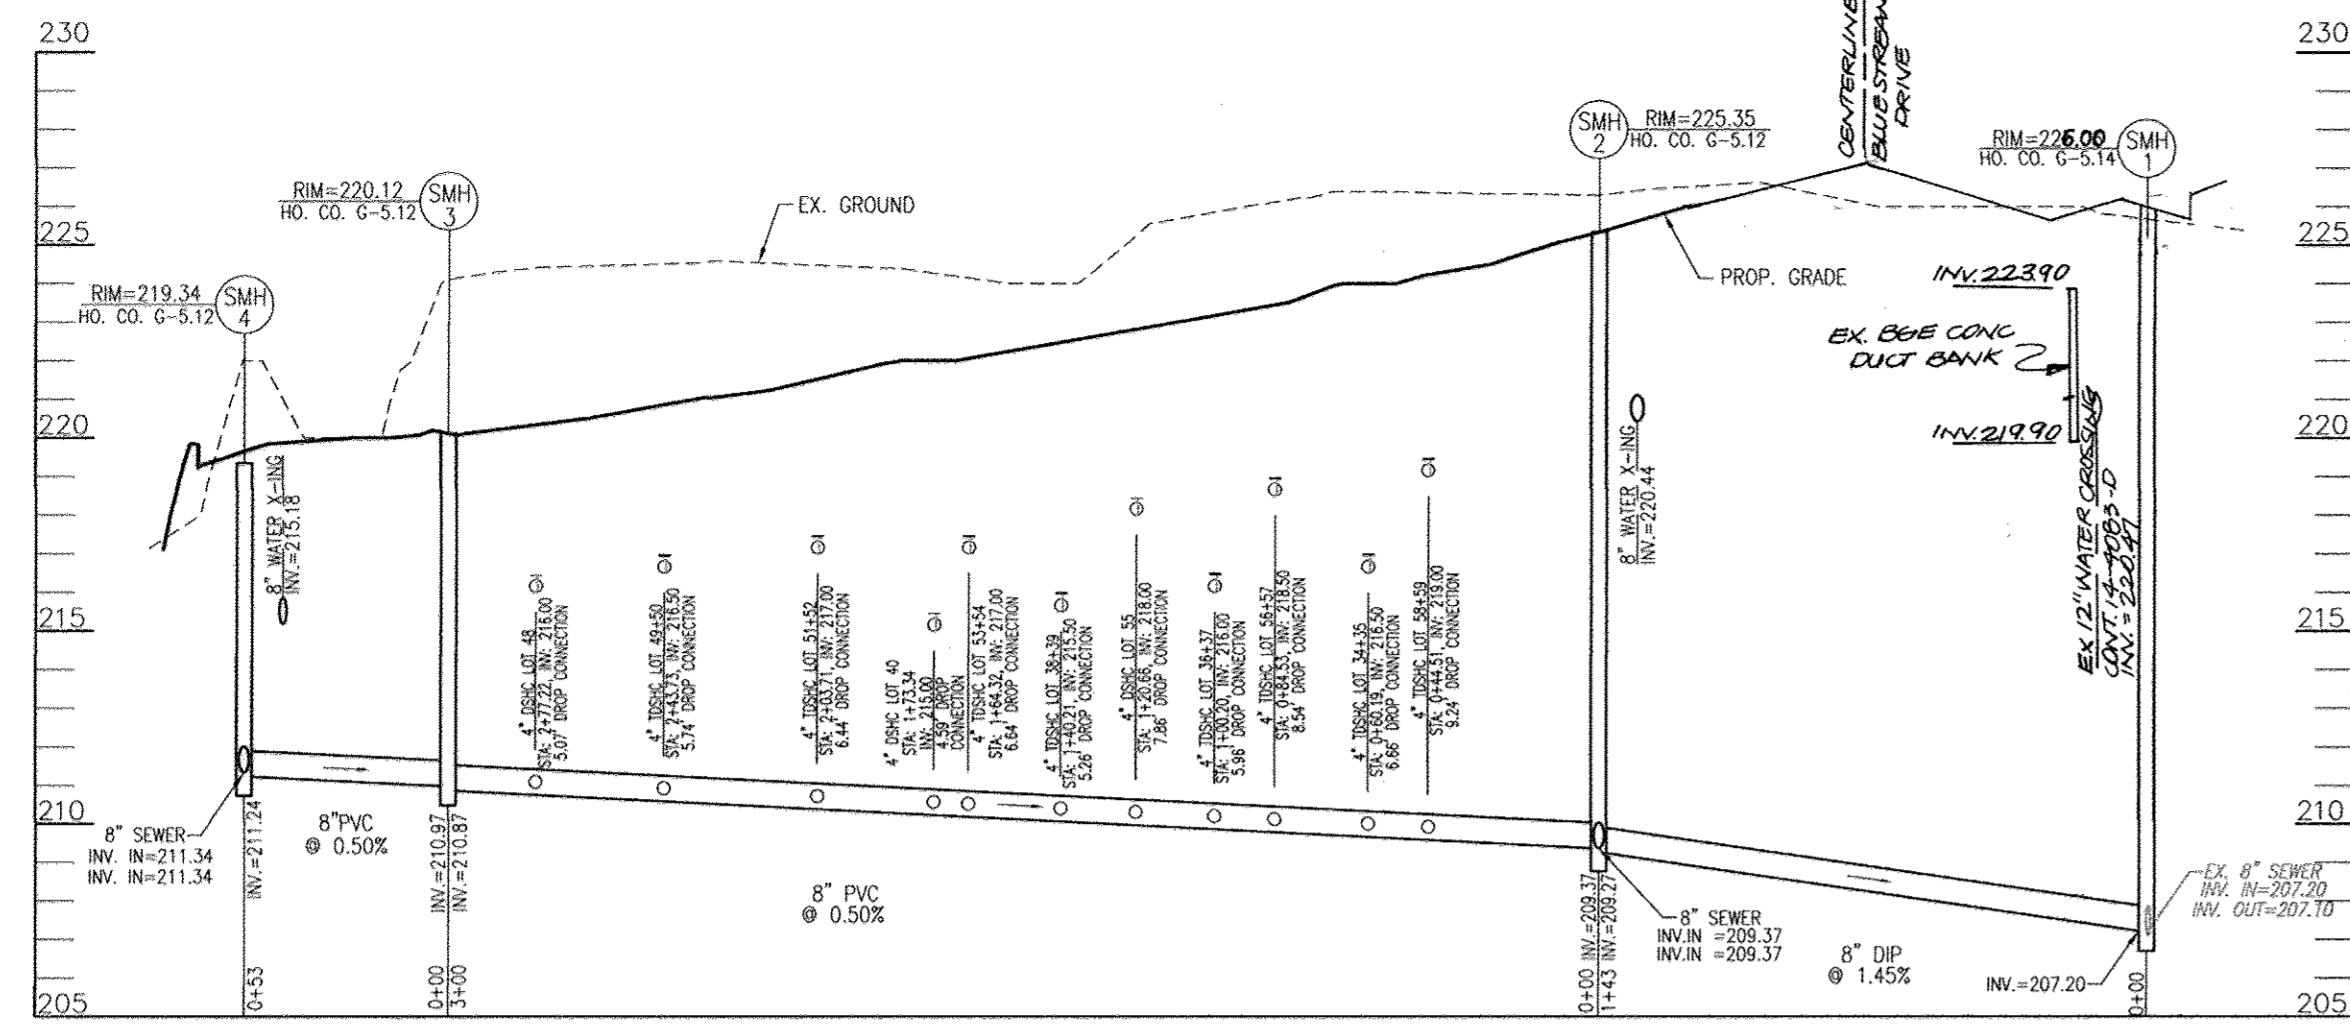 230
230
CENTERLINE
BLUE STREAM
DRIVE
SMH
2
RIM=225.35
HO. CO. G-5.12
RIM=226.00
HO. CO. G-5.14
SMH
1
RIM=220.12
HO. CO. G-5.12
SMH
3
EX. GROUND
225
225
PROP. GRADE
INV. 223.90
RIM=219.34
HO. CO. G-5.12
SMH
4
EX. BGE CONC
DUCT BANK
220
220
INV. 219.90
8" WATER X-ING
INV.=215.18
8" WATER X-ING
INV.=220.44
EX 12" WATER CROSSING
CONT. 14-4083-D
INV.=220.47
215
215
4" DSHC LOT 48
STA: 2+77.22, INV: 216.00
5.07' DROP CONNECTION
4" TDSHC LOT 49+50
STA: 2+43.73, INV: 216.50
5.74' DROP CONNECTION
4" TDSHC LOT 51+52
STA: 2+03.71, INV: 217.00
6.44' DROP CONNECTION
4" DSHC LOT 40
STA: 1+73.34
INV: 215.00
4.59' DROP
CONNECTION
4" TDSHC LOT 53+54
STA: 1+64.32, INV: 217.00
6.64' DROP CONNECTION
4" TDSHC LOT 38+39
STA: 1+40.21, INV: 215.50
5.26' DROP CONNECTION
4" DSHC LOT 55
STA: 1+20.66, INV: 218.00
7.86' DROP CONNECTION
4" TDSHC LOT 36+37
STA: 1+00.20, INV: 216.00
5.96' DROP CONNECTION
4" TDSHC LOT 56+57
STA: 0+84.53, INV: 218.50
8.54' DROP CONNECTION
4" TDSHC LOT 34+35
STA: 0+60.19, INV: 216.50
6.66' DROP CONNECTION
4" TDSHC LOT 58+59
STA: 0+44.51, INV: 219.00
9.24' DROP CONNECTION
210
210
8" SEWER
INV. IN=211.34
INV. IN=211.34
INV.=211.24
8"PVC
@ 0.50%
INV.=210.97
INV.=210.87
8" PVC
@ 0.50%
INV.=209.37
INV.=209.27
8" SEWER
INV.IN =209.37
INV.IN =209.37
8" DIP
@ 1.45%
EX. 8" SEWER
INV. IN=207.20
INV. OUT=207.10
INV.=207.20
205
0+53
0+00
3+00
0+00
1+43
0+00
205